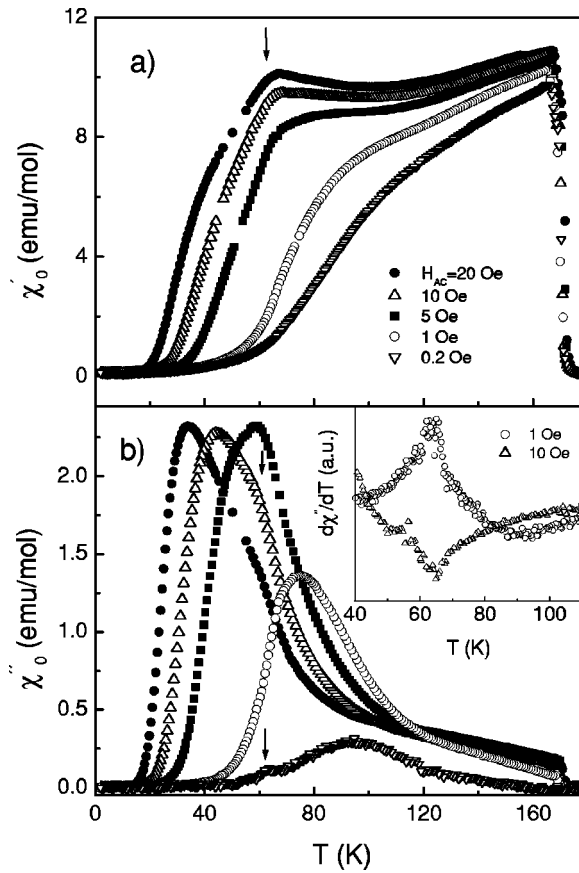 12
a)
8
4
0
χ'₀ (emu/mol)
H_AC=20 Oe
10 Oe
5 Oe
1 Oe
0.2 Oe
b)
2.0
1.5
1.0
0.5
0.0
χ''₀ (emu/mol)
1 Oe
10 Oe
dχ''/dT (a.u.)
40 60 80 100
T (K)
0 40 80 120 160
T (K)